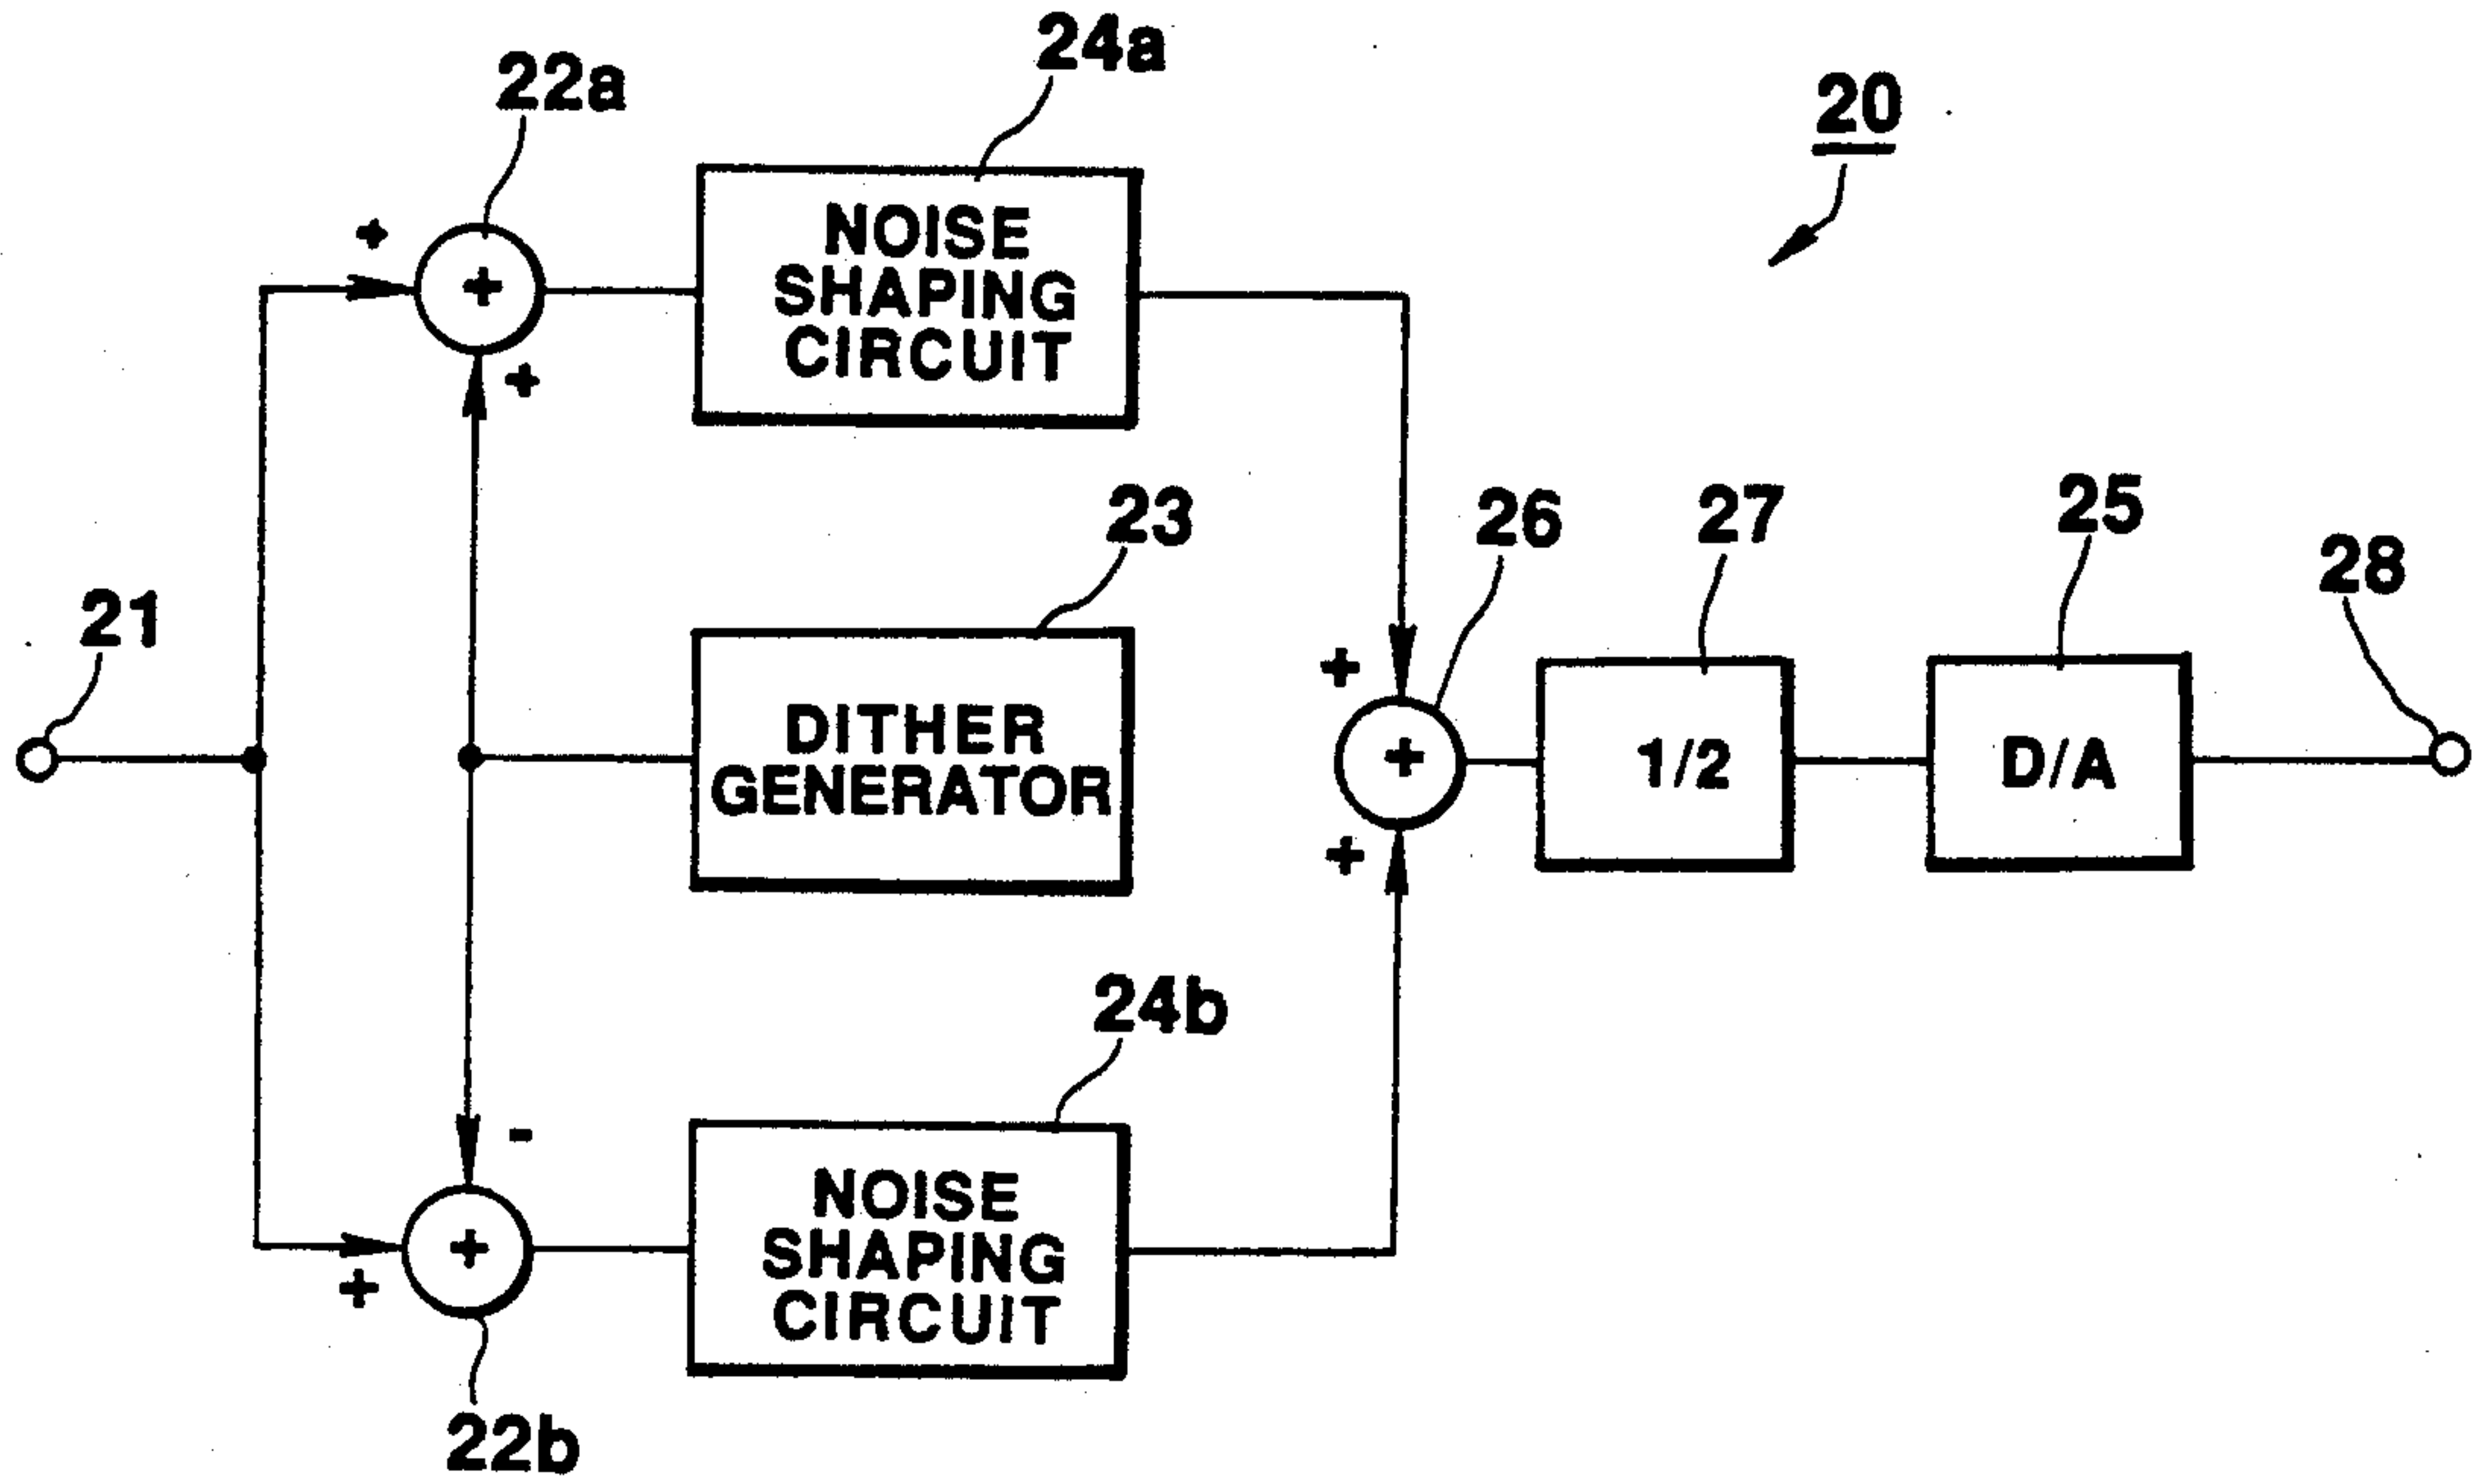 24a
22a
20
+
NOISE
SHAPING
CIRCUIT
+
+
23
26
27
25
28
21
DITHER
GENERATOR
+
+
1/2
D/A
+
24b
-
NOISE
SHAPING
CIRCUIT
+
+
22b